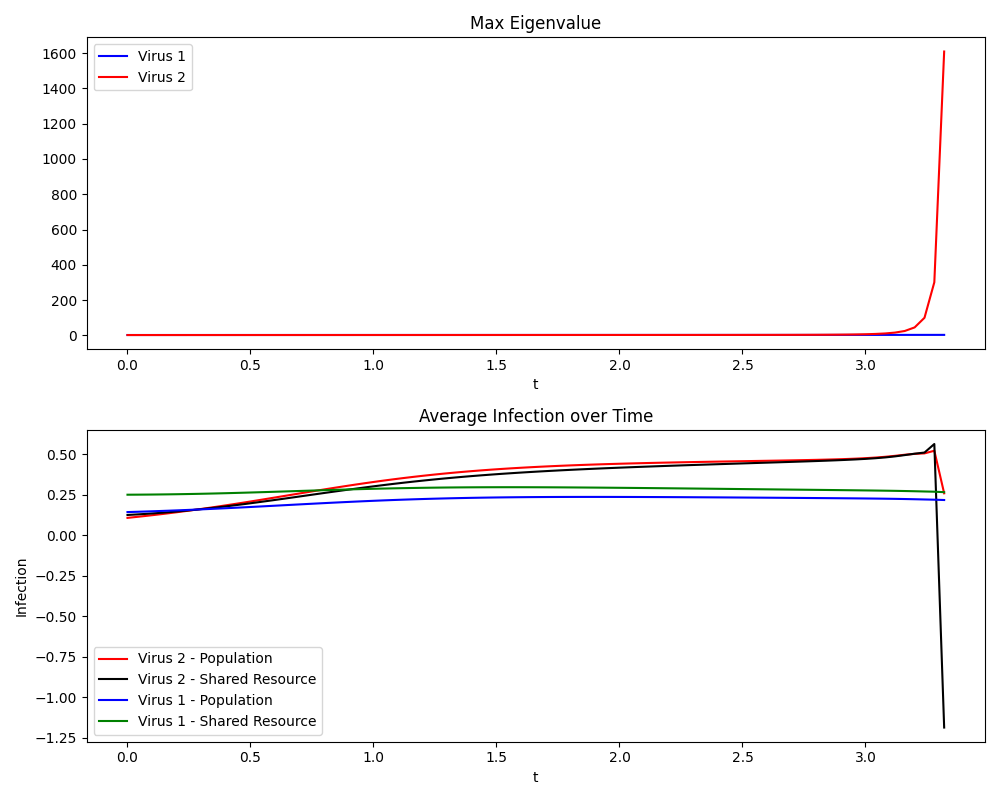 Max Eigenvalue
Virus 1
Virus 2
1600
1400
1200
1000
800
600
400
200
0
0.0 0.5 1.0 1.5 2.0 2.5 3.0
t
Average Infection over Time
Infection
0.50
0.25
0.00
−0.25
−0.50
−0.75
−1.00
−1.25
Virus 2 - Population
Virus 2 - Shared Resource
Virus 1 - Population
Virus 1 - Shared Resource
0.0 0.5 1.0 1.5 2.0 2.5 3.0
t